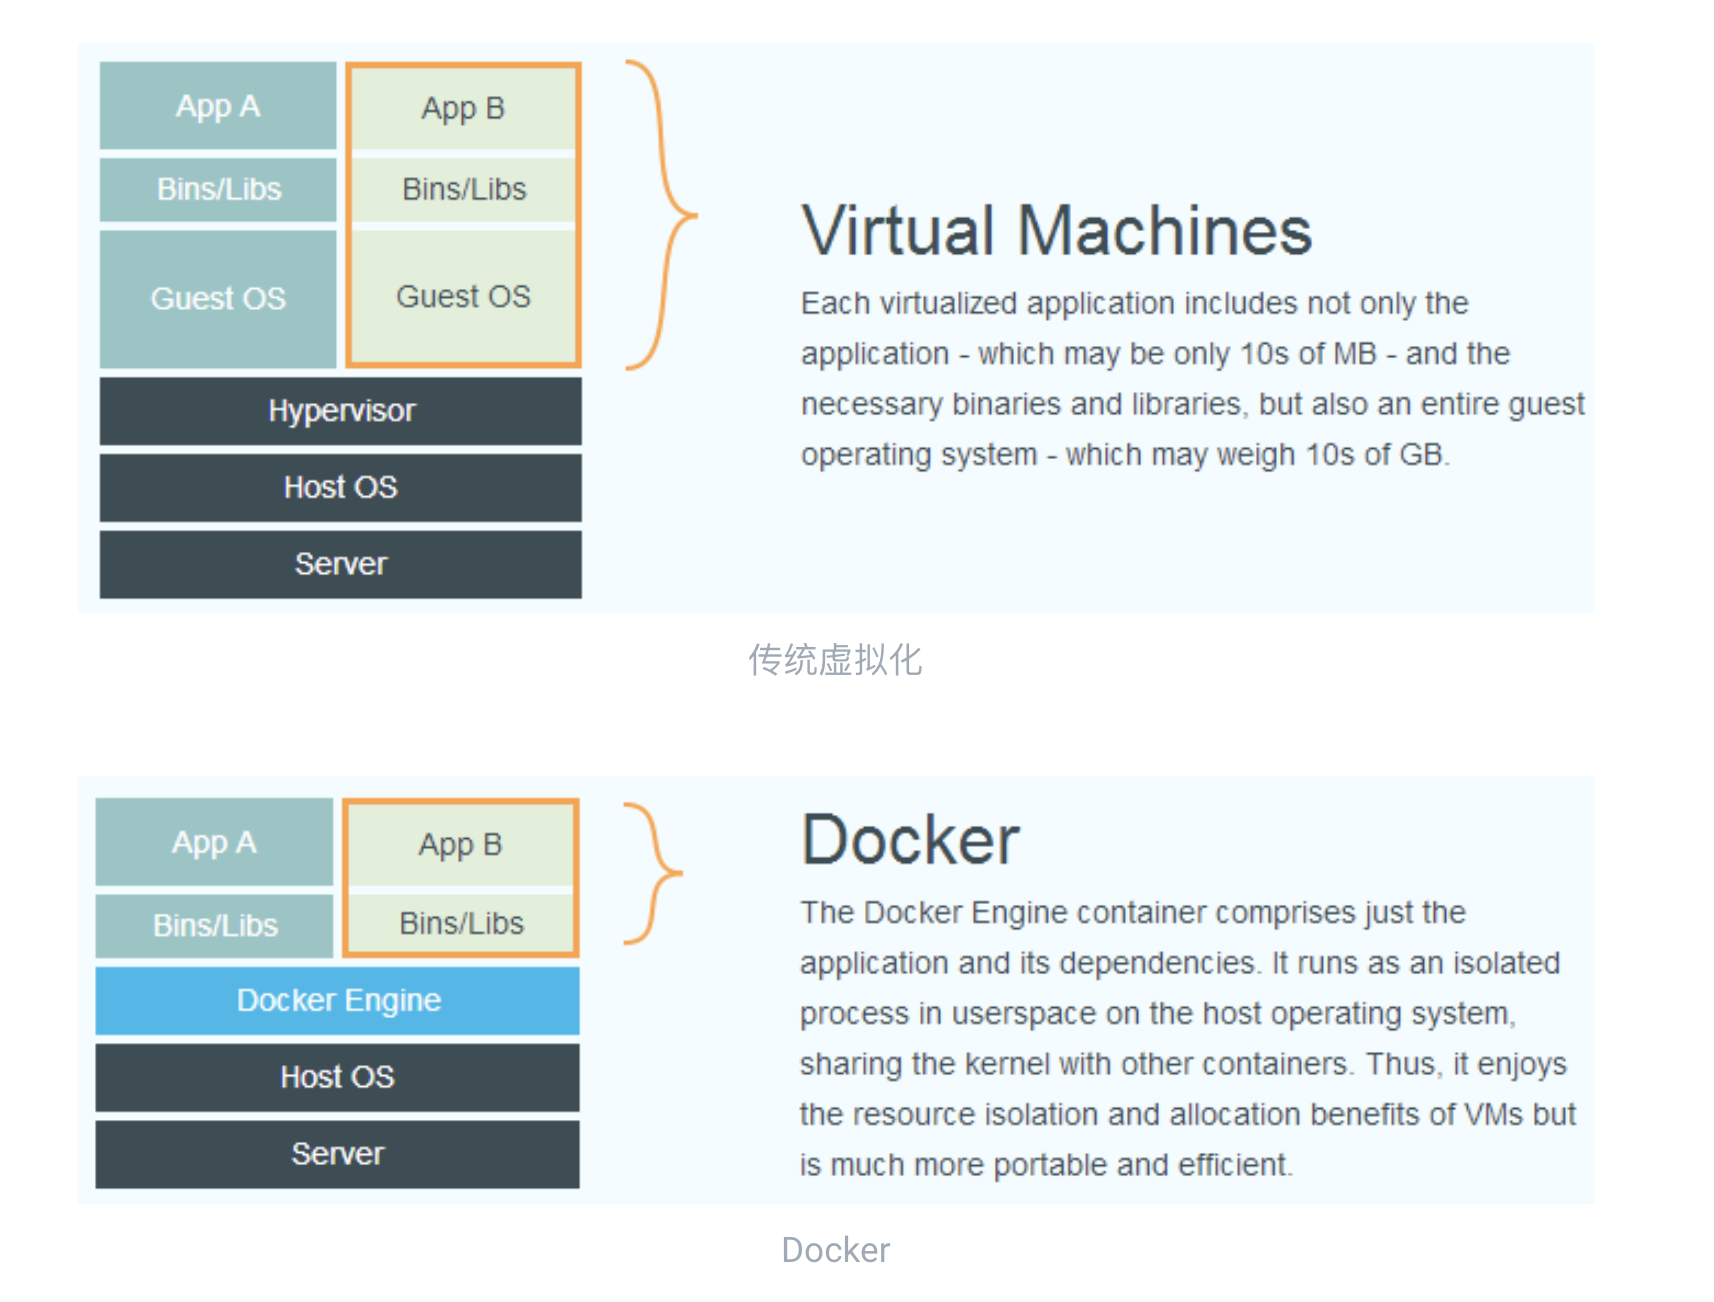 App A
App B
Bins/Libs
Bins/Libs
Guest OS
Guest OS
Hypervisor
Host OS
Server
Virtual Machines
Each virtualized application includes not only the
application - which may be only 10s of MB - and the
necessary binaries and libraries, but also an entire guest
operating system - which may weigh 10s of GB.
传统虚拟化
App A
App B
Bins/Libs
Bins/Libs
Docker Engine
Host OS
Server
Docker
The Docker Engine container comprises just the
application and its dependencies. It runs as an isolated
process in userspace on the host operating system,
sharing the kernel with other containers. Thus, it enjoys
the resource isolation and allocation benefits of VMs but
is much more portable and efficient.
Docker